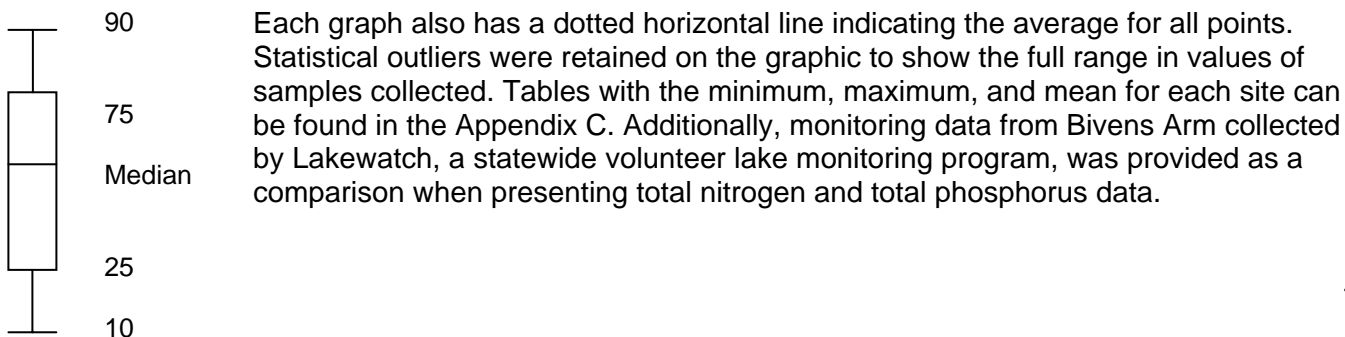 90
Each graph also has a dotted horizontal line indicating the average for all points.
Statistical outliers were retained on the graphic to show the full range in values of
samples collected. Tables with the minimum, maximum, and mean for each site can
75
be found in the Appendix C. Additionally, monitoring data from Bivens Arm collected
Median
by Lakewatch, a statewide volunteer lake monitoring program, was provided as a
comparison when presenting total nitrogen and total phosphorus data.
25
10